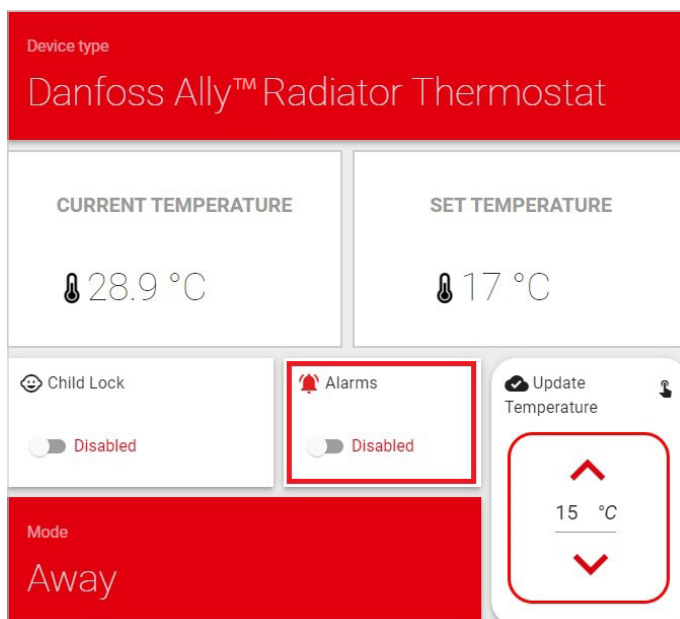 Device type
Danfoss Ally™ Radiator Thermostat
CURRENT TEMPERATURE
28.9 °C
SET TEMPERATURE
17 °C
Child Lock
Disabled
Alarms
Disabled
Update
Temperature
15 °C
Mode
Away